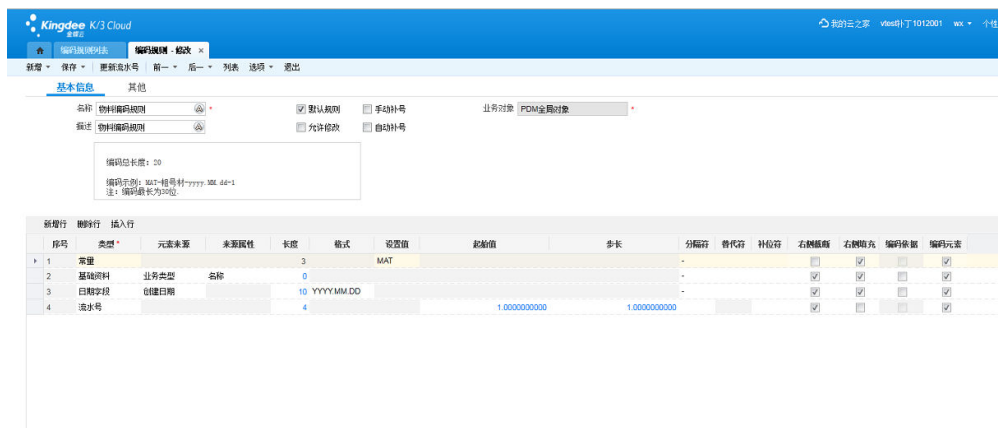 Kingdee K/3 Cloud
金蝶云
我的云之家 vtest补丁1012001 wx 个性
编码规则列表 编码规则 - 修改 ×
新增 保存 更新流水号 前一 后一 列表 选项 退出
基本信息 其他
名称 物料编码规则 * 默认规则 手动补号 业务对象 PDM全局对象 *
描述 物料编码规则 允许修改 自动补号
编码总长度: 20
编码示例: MAT-粗号材-yyyy.MM.dd-1
注: 编码最长为30位.
新增行 删除行 插入行
序号 类型* 元素来源 来源属性 长度 格式 设置值 起始值 步长 分隔符 替代符 补位符 右侧截断 右侧填充 编码依据 编码元素
1 常量 3 MAT -
2 基础资料 业务类型 名称 0 -
3 日期字段 创建日期 10 YYYY.MM.DD -
4 流水号 4 1.0000000000 1.0000000000